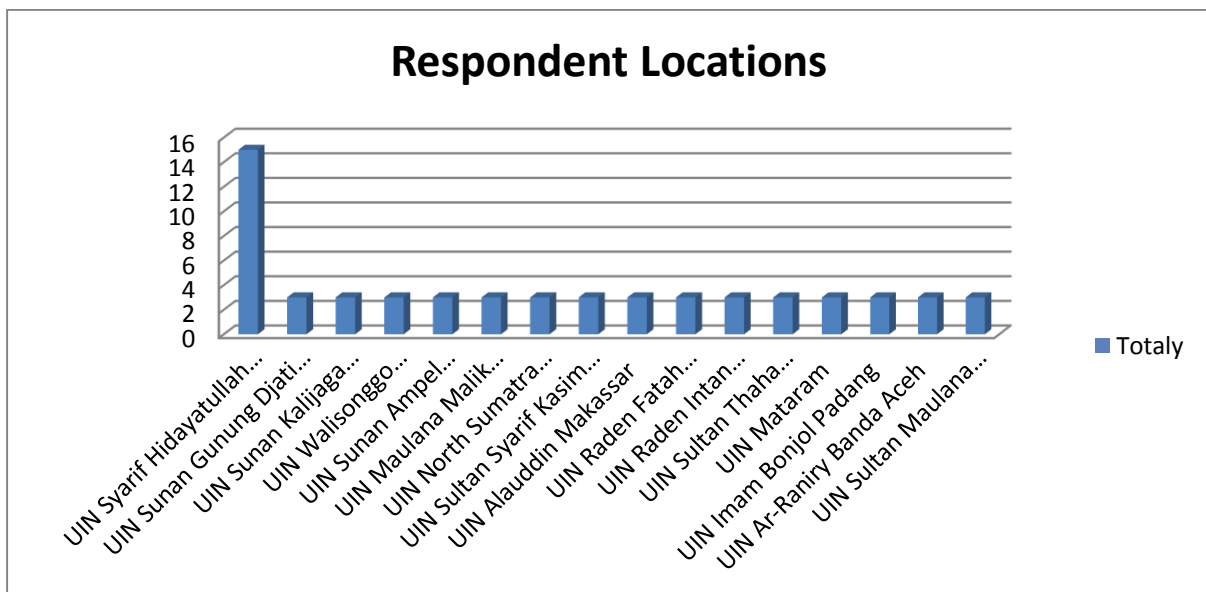 Respondent Locations
16
14
12
10
8
6
4
2
0
UIN Syarif Hidayatullah...
UIN Sunan Gunung Djati...
UIN Sunan Kalijaga...
UIN Walisonggo...
UIN Sunan Ampel...
UIN Maulana Malik...
UIN North Sumatra...
UIN Sultan Syarif Kasim...
UIN Alauddin Makassar
UIN Raden Fatah...
UIN Raden Intan...
UIN Sultan Thaha...
UIN Mataram
UIN Imam Bonjol Padang
UIN Ar-Raniry Banda Aceh
UIN Sultan Maulana...
Totaly